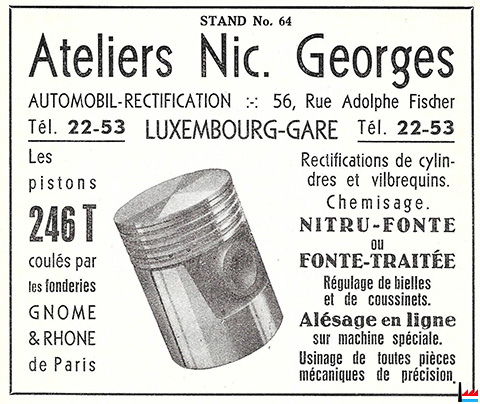 STAND No. 64
Ateliers Nic. Georges
AUTOMOBIL-RECTIFICATION :-: 56, Rue Adolphe Fischer
Tél. 22-53 LUXEMBOURG-GARE Tél. 22-53
Les
pistons
246 T
coulés par
les fonderies
GNOME
& RHONE
de Paris
Rectifications de cylin-
dres et vilbrequins.
Chemisage.
NITRU-FONTE
ou
FONTE-TRAITÉE
Régulage de bielles
et de coussinets.
Alésage en ligne
sur machine spéciale.
Usinage de toutes pièces
mécaniques de précision.